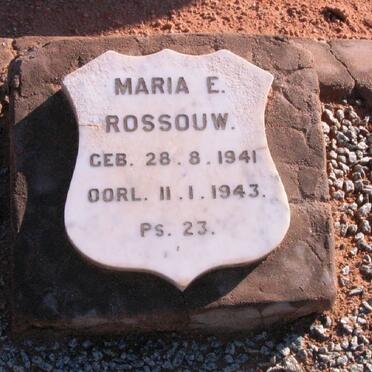 MARIA E.
ROSSOUW.
GEB. 28.8.1941
OORL. 11.1.1943.
Ps. 23.